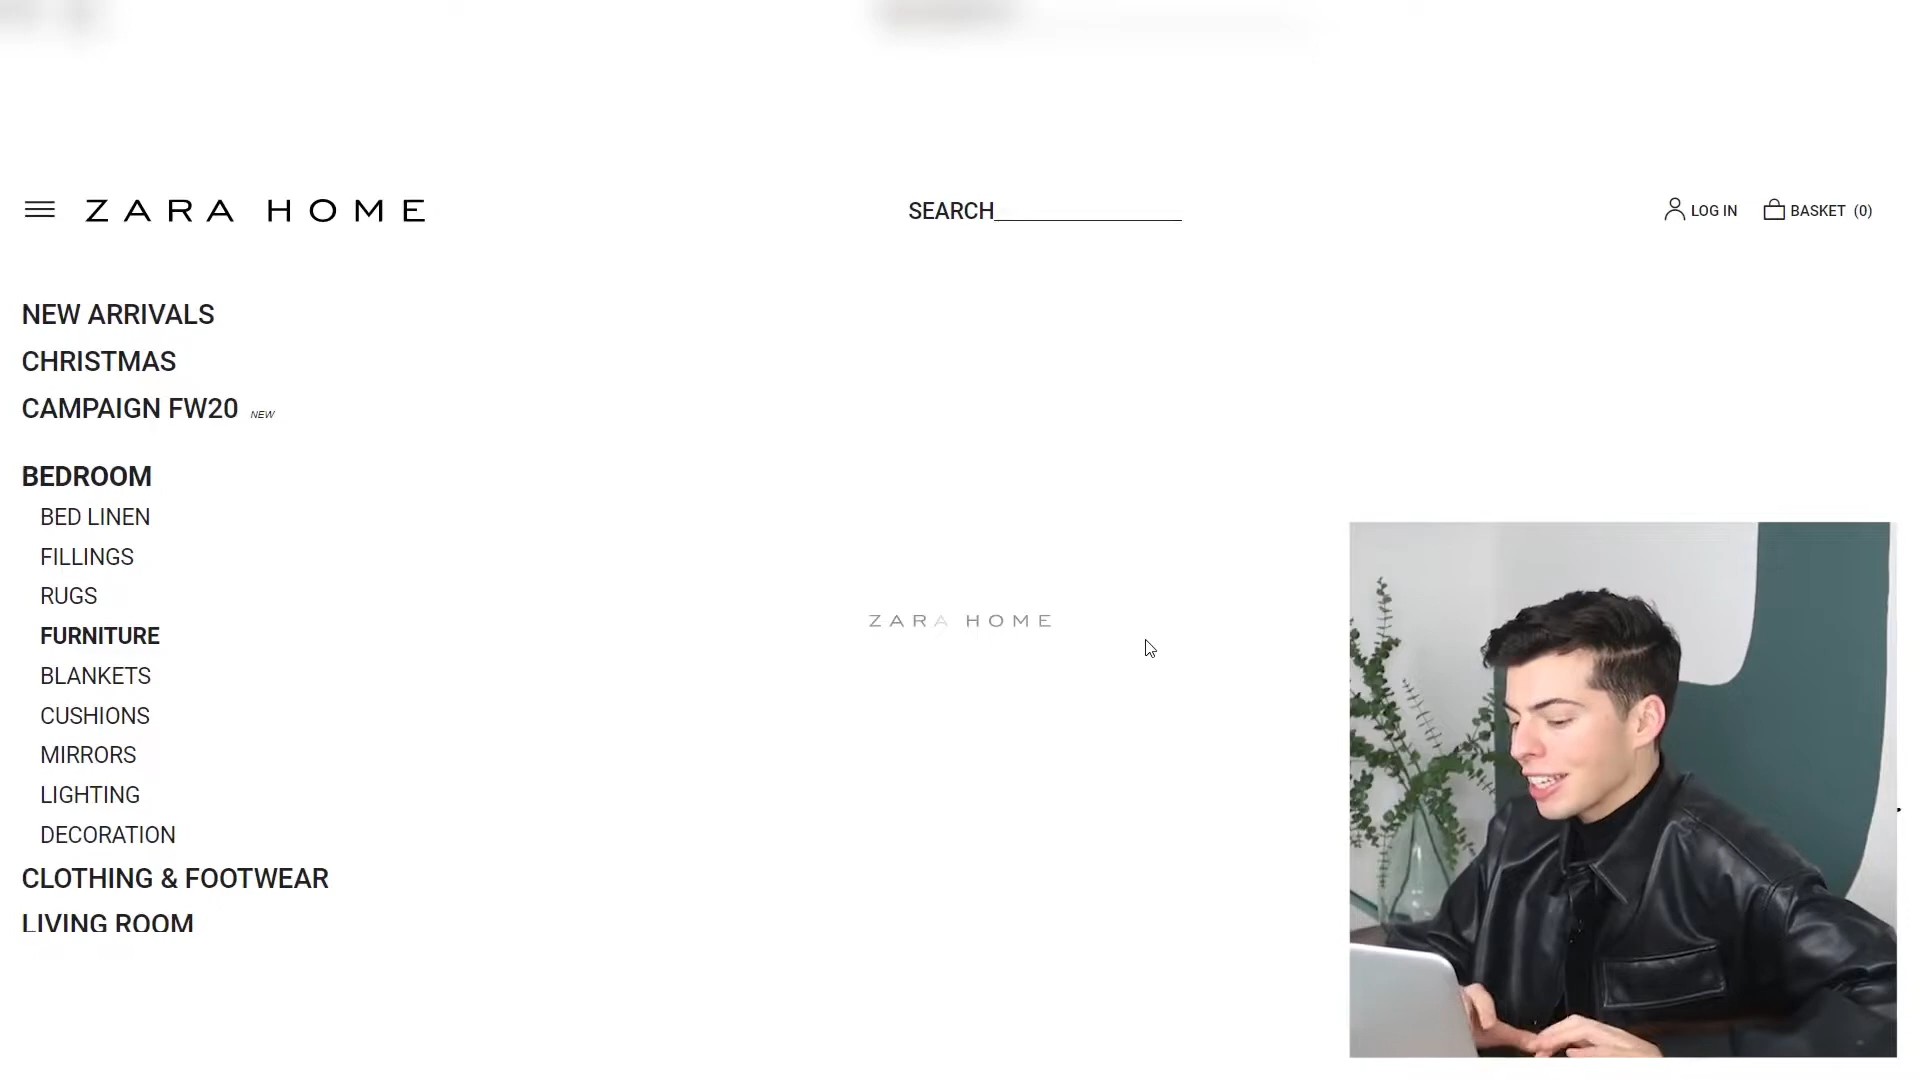 ZARA HOME
SEARCH
LOG IN
BASKET (0)
NEW ARRIVALS
CHRISTMAS
CAMPAIGN FW20 NEW
BEDROOM
BED LINEN
FILLINGS
RUGS
FURNITURE
BLANKETS
CUSHIONS
MIRRORS
LIGHTING
DECORATION
CLOTHING & FOOTWEAR
LIVING ROOM
ZARA HOME